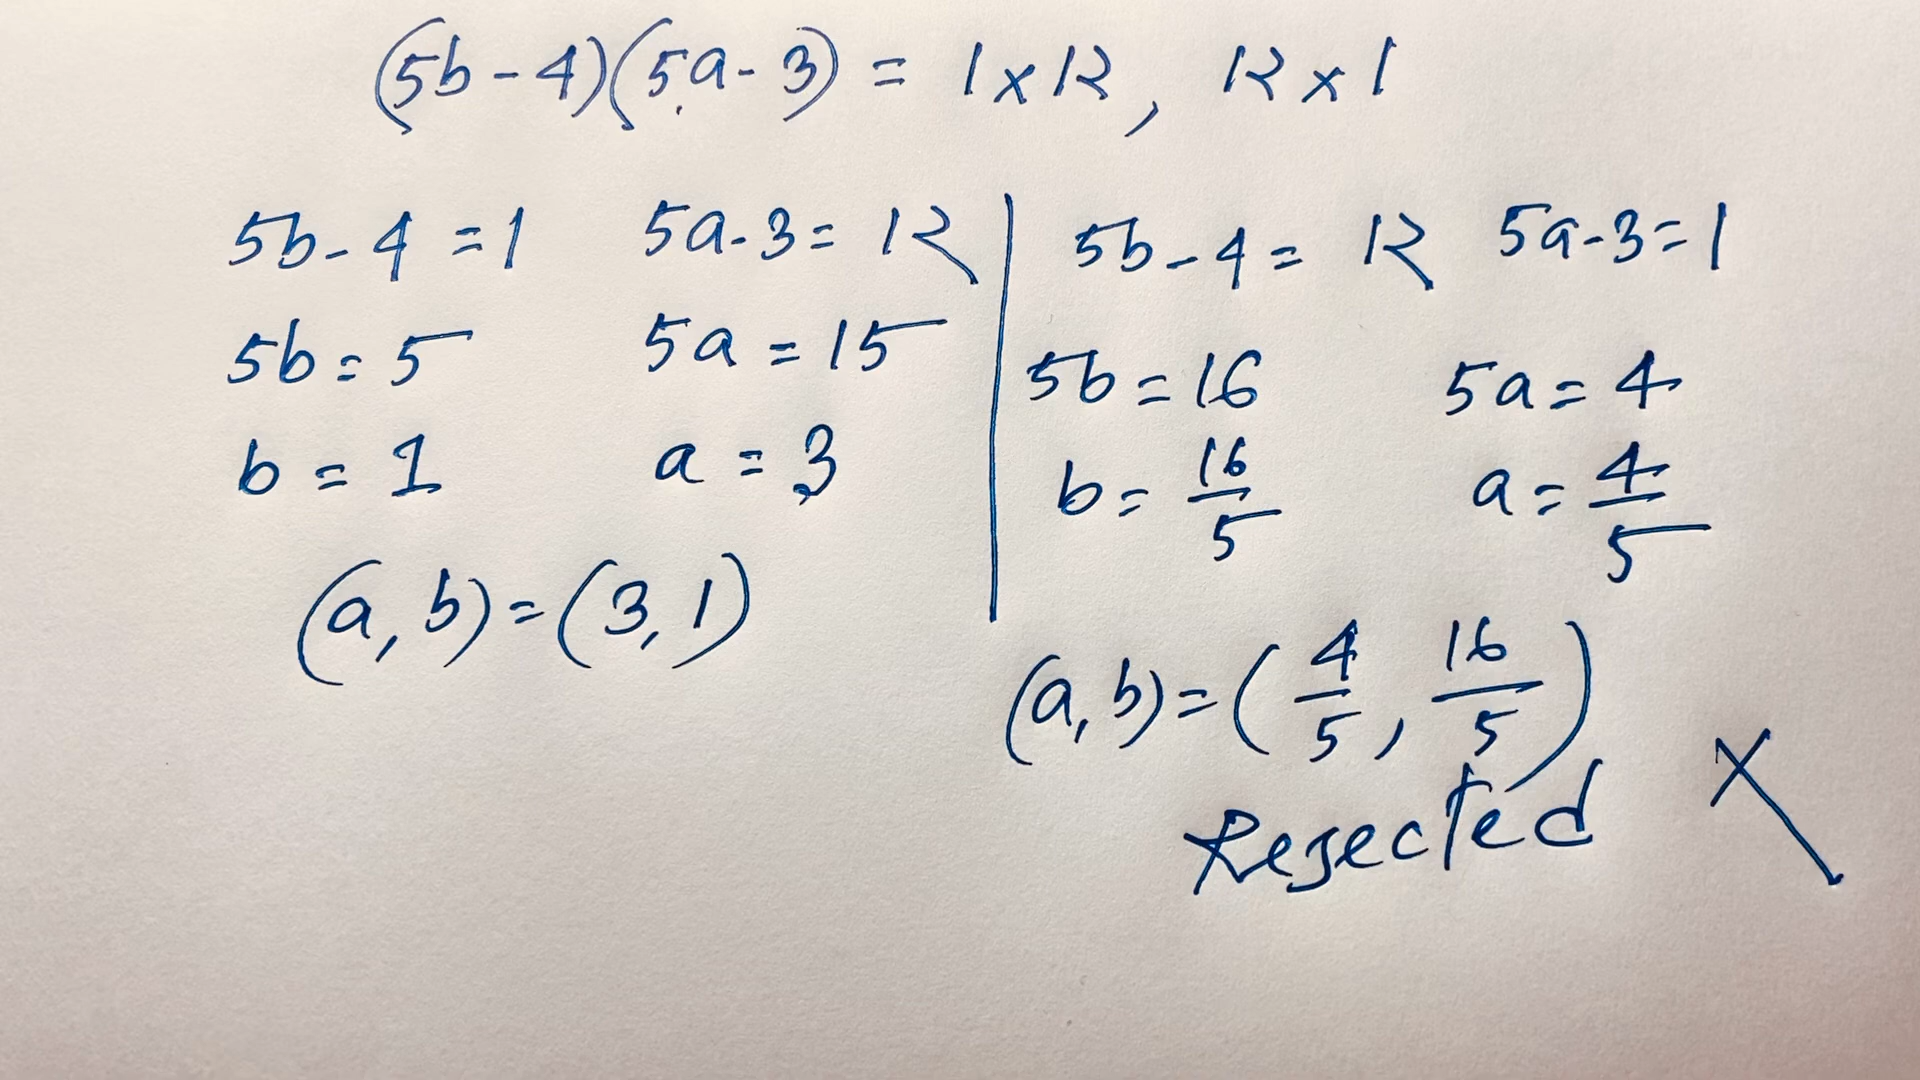 (5b-4)(5a-3) = 1×12, 12×1
5b-4=1 5a-3=12
5b=5 5a=15
b=1 a=3
(a,b)=(3,1)
5b-4=12 5a-3=1
5b=16 5a=4
b=16/5 a=4/5
(a,b)=(4/5, 16/5)
Rejected ×